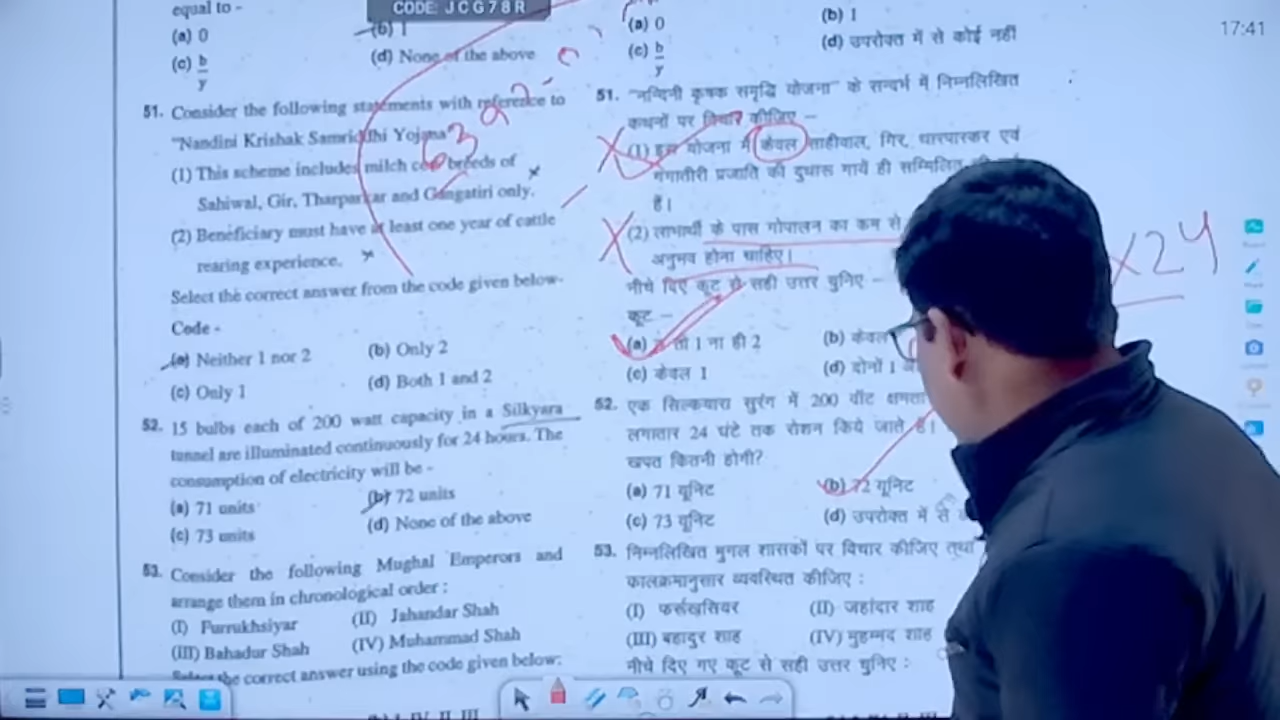 equal to -
(a) 0
(b) 1
(c) b/y
(d) None of the above
CODE: JCG78R
51. Consider the following statements with reference to
"Nandini Krishak Samriddhi Yojana"
(1) This scheme includes milch cow breeds of
Sahiwal, Gir, Tharparkar and Gangatiri only.
(2) Beneficiary must have at least one year of cattle
rearing experience.
Select the correct answer from the code given below-
Code -
(a) Neither 1 nor 2
(b) Only 2
(c) Only 1
(d) Both 1 and 2
52. 15 bulbs each of 200 watt capacity in a Silkyara
tunnel are illuminated continuously for 24 hours. The
consumption of electricity will be -
(a) 71 units
(b) 72 units
(c) 73 units
(d) None of the above
53. Consider the following Mughal Emperors and
arrange them in chronological order :
(I) Furrukhsiyar
(II) Jahandar Shah
(III) Bahadur Shah
(IV) Muhammad Shah
Select the correct answer using the code given below:
(a) 0
(b) 1
(c) b/y
(d) उपरोक्त में से कोई नहीं
17:41
51. "नन्दिनी कृषक समृद्धि योजना" के सन्दर्भ में निम्नलिखित
कथनों पर विचार कीजिए –
(1) इस योजना में केवल साहीवाल, गिर, थारपारकर एवं
गंगातीरी प्रजाति की दुधारू गायें ही सम्मिलित
हैं।
(2) लाभार्थी के पास गोपालन का कम से
अनुभव होना चाहिए।
नीचे दिए कूट से सही उत्तर चुनिए –
कूट –
(a) तो 1 ना ही 2
(b) केवल
(c) केवल 1
(d) दोनों 1
52. एक सिल्कयारा सुरंग में 200 वॉट क्षमता
लगातार 24 घंटे तक रोशन किये जाते हैं।
खपत कितनी होगी?
(a) 71 यूनिट
(b) 72 यूनिट
(c) 73 यूनिट
(d) उपरोक्त में से
53. निम्नलिखित मुगल शासकों पर विचार कीजिए तथा
कालक्रमानुसार व्यवस्थित कीजिए :
(I) फर्रुखसियर
(II) जहांदार शाह
(III) बहादुर शाह
(IV) मुहम्मद शाह
नीचे दिए गए कूट से सही उत्तर चुनिए :
x24